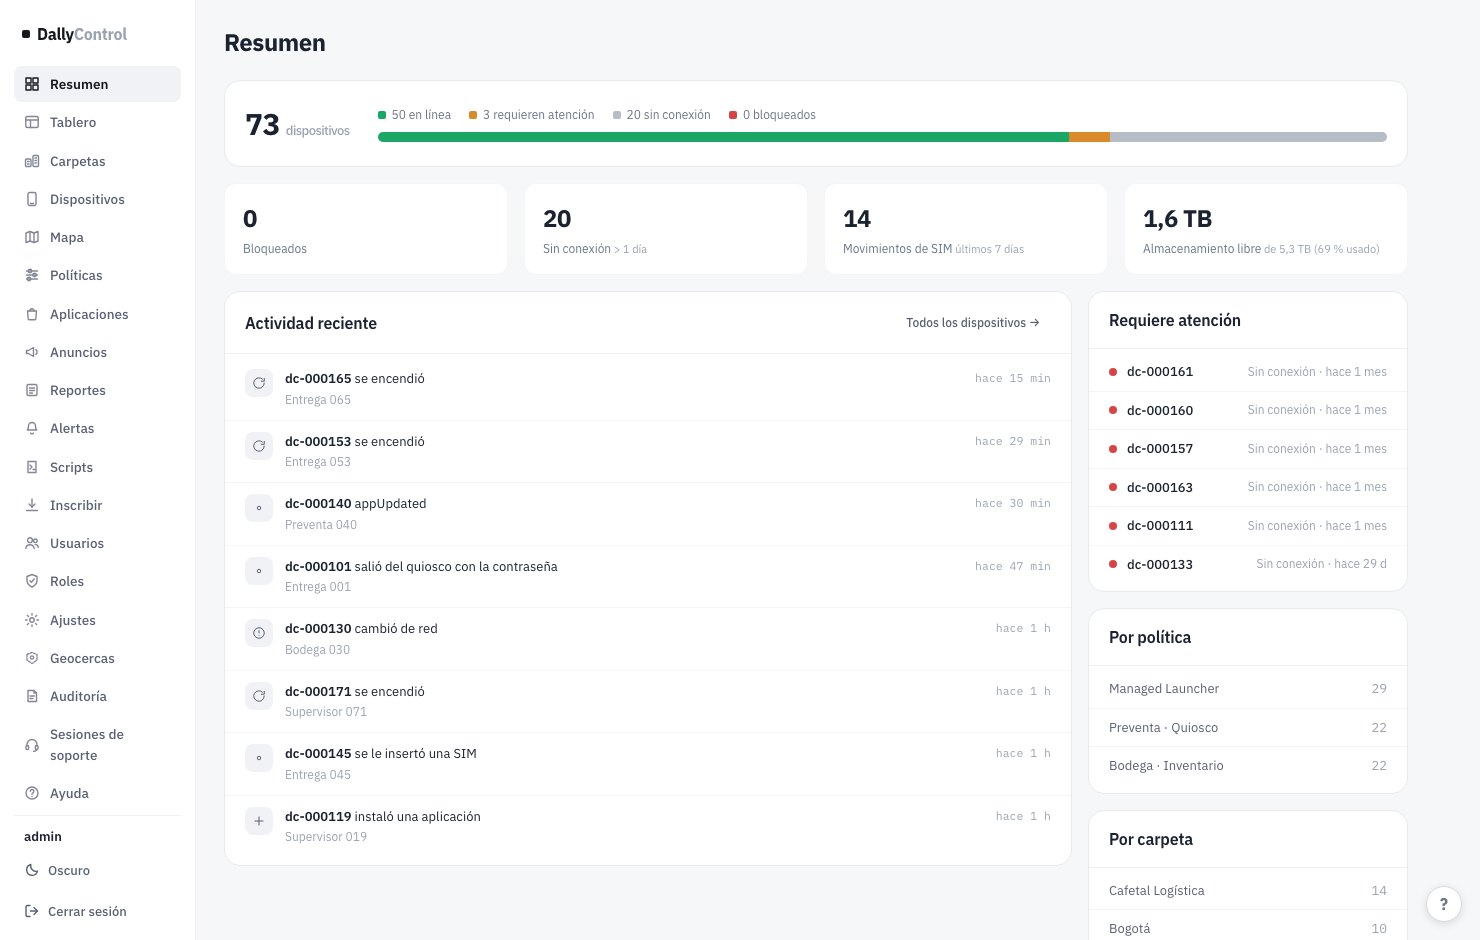 DallyControl
Resumen
Tablero
Carpetas
Dispositivos
Mapa
Políticas
Aplicaciones
Anuncios
Reportes
Alertas
Scripts
Inscribir
Usuarios
Roles
Ajustes
Geocercas
Auditoría
Sesiones de
soporte
Ayuda
admin
Oscuro
Cerrar sesión
Resumen
73 dispositivos
50 en línea
3 requieren atención
20 sin conexión
0 bloqueados
0
Bloqueados
20
Sin conexión > 1 día
14
Movimientos de SIM últimos 7 días
1,6 TB
Almacenamiento libre de 5,3 TB (69 % usado)
Actividad reciente
Todos los dispositivos →
dc-000165 se encendió
hace 15 min
Entrega 065
dc-000153 se encendió
hace 29 min
Entrega 053
dc-000140 appUpdated
hace 30 min
Preventa 040
dc-000101 salió del quiosco con la contraseña
hace 47 min
Entrega 001
dc-000130 cambió de red
hace 1 h
Bodega 030
dc-000171 se encendió
hace 1 h
Supervisor 071
dc-000145 se le insertó una SIM
hace 1 h
Entrega 045
dc-000119 instaló una aplicación
hace 1 h
Supervisor 019
Requiere atención
dc-000161 Sin conexión · hace 1 mes
dc-000160 Sin conexión · hace 1 mes
dc-000157 Sin conexión · hace 1 mes
dc-000163 Sin conexión · hace 1 mes
dc-000111 Sin conexión · hace 1 mes
dc-000133 Sin conexión · hace 29 d
Por política
Managed Launcher 29
Preventa · Quiosco 22
Bodega · Inventario 22
Por carpeta
Cafetal Logística 14
Bogotá 10
?